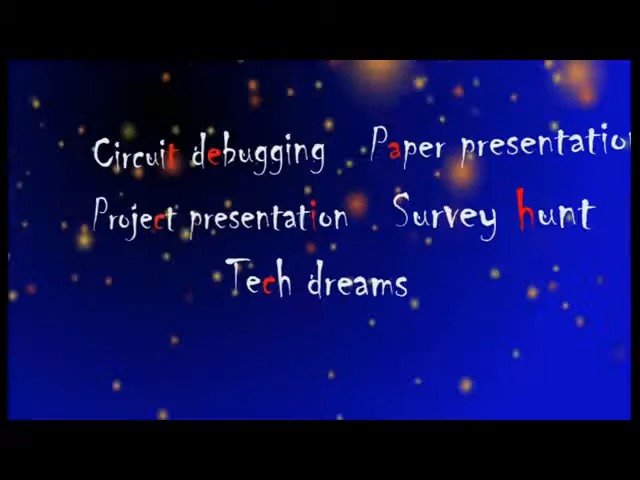 Circuit debugging Paper presentatio
Project presentation Survey hunt
Tech dreams